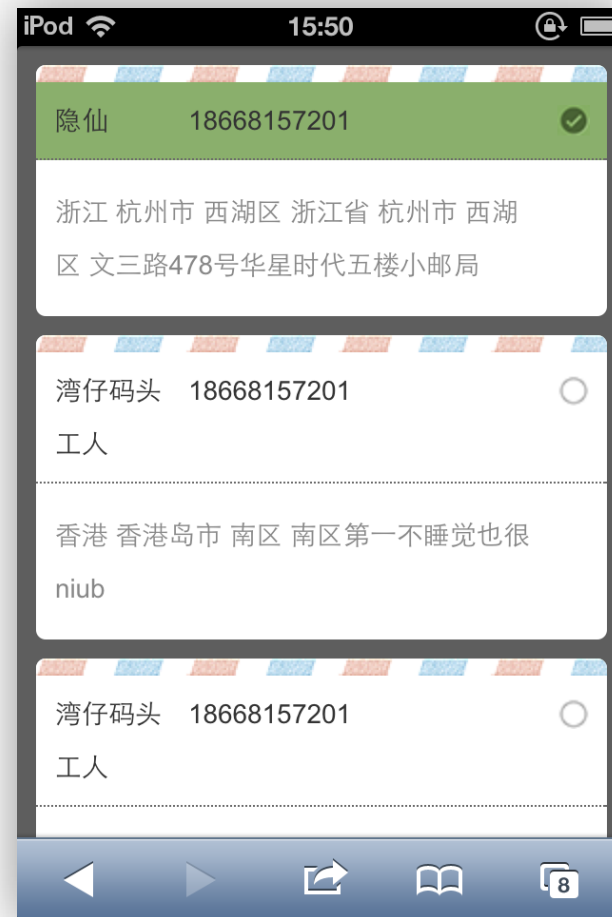 iPod 15:50
隐仙 18668157201
浙江 杭州市 西湖区 浙江省 杭州市 西湖
区 文三路478号华星时代五楼小邮局
湾仔码头 18668157201
工人
香港 香港岛市 南区 南区第一不睡觉也很
niub
湾仔码头 18668157201
工人
8